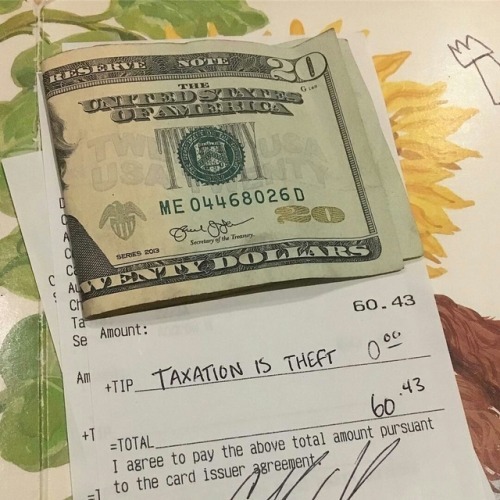 RESERVE NOTE
20
THE
UNITED STATES
OF AMERICA
ME 04468026 D
Secretary of the Treasury.
20
SERIES 2013
WENTY DOLLARS
60.43
Amount:
+TIP TAXATION IS THEFT 0.00
60.43
=TOTAL
I agree to pay the above total amount pursuant
to the card issuer agreement.